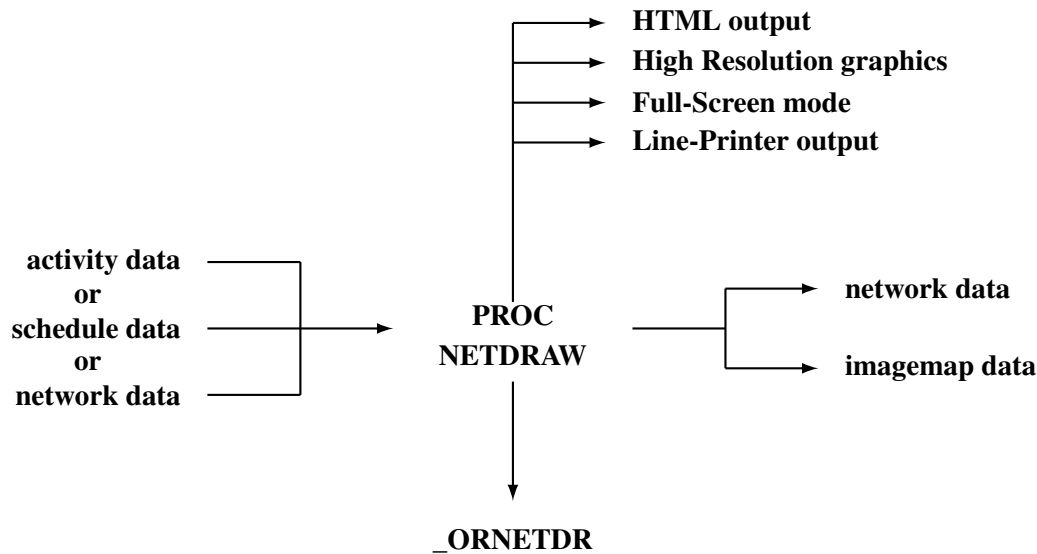 HTML output
High Resolution graphics
Full-Screen mode
Line-Printer output
activity data
or
schedule data
or
network data
PROC
NETDRAW
network data
imagemap data
_ORNETDR